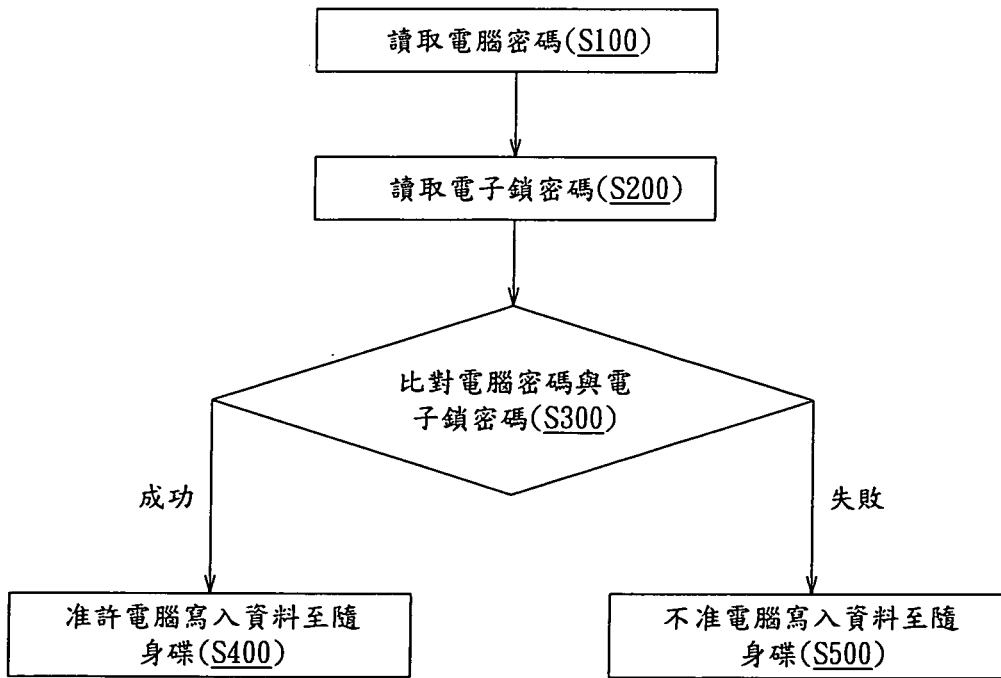 讀取電腦密碼(S100)
讀取電子鎖密碼(S200)
比對電腦密碼與電
子鎖密碼(S300)
成功
失敗
准許電腦寫入資料至隨
身碟(S400)
不准電腦寫入資料至隨
身碟(S500)